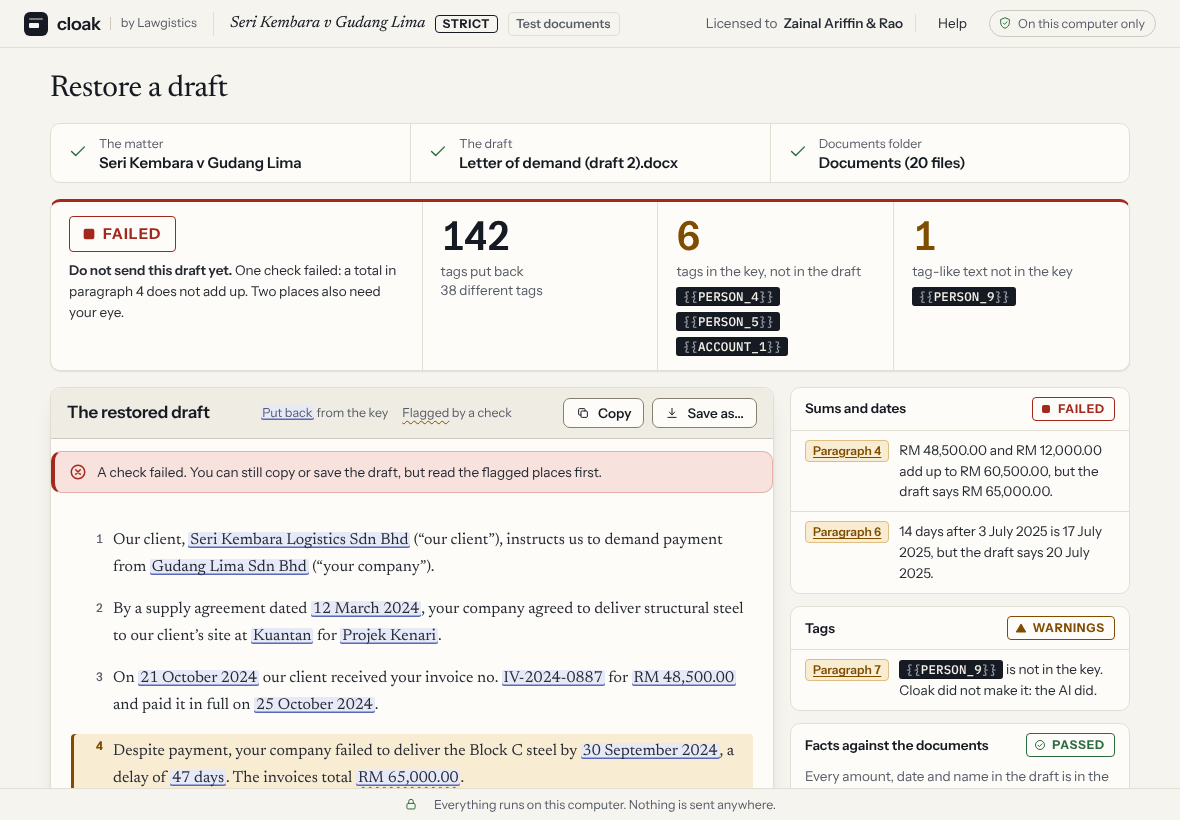 cloak by Lawgistics Seri Kembara v Gudang Lima STRICT Test documents Licensed to Zainal Ariffin & Rao Help On this computer only
Restore a draft
The matter
Seri Kembara v Gudang Lima
The draft
Letter of demand (draft 2).docx
Documents folder
Documents (20 files)
FAILED
Do not send this draft yet. One check failed: a total in
paragraph 4 does not add up. Two places also need
your eye.
142
tags put back
38 different tags
6
tags in the key, not in the draft
{{PERSON_4}}
{{PERSON_5}}
{{ACCOUNT_1}}
1
tag-like text not in the key
{{PERSON_9}}
The restored draft Put back from the key Flagged by a check Copy Save as…
A check failed. You can still copy or save the draft, but read the flagged places first.
1 Our client, Seri Kembara Logistics Sdn Bhd (“our client”), instructs us to demand payment
from Gudang Lima Sdn Bhd (“your company”).
2 By a supply agreement dated 12 March 2024, your company agreed to deliver structural steel
to our client’s site at Kuantan for Projek Kenari.
3 On 21 October 2024 our client received your invoice no. IV-2024-0887 for RM 48,500.00
and paid it in full on 25 October 2024.
4 Despite payment, your company failed to deliver the Block C steel by 30 September 2024, a
delay of 47 days. The invoices total RM 65,000.00.
Sums and dates FAILED
Paragraph 4 RM 48,500.00 and RM 12,000.00
add up to RM 60,500.00, but the
draft says RM 65,000.00.
Paragraph 6 14 days after 3 July 2025 is 17 July
2025, but the draft says 20 July
2025.
Tags WARNINGS
Paragraph 7 {{PERSON_9}} is not in the key.
Cloak did not make it: the AI did.
Facts against the documents PASSED
Every amount, date and name in the draft is in the
Everything runs on this computer. Nothing is sent anywhere.